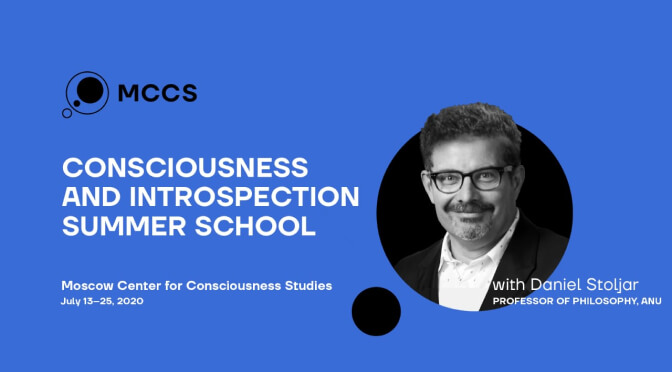 MCCS
CONSCIOUSNESS
AND INTROSPECTION
SUMMER SCHOOL
Moscow Center for Consciousness Studies
July 13–25, 2020
with Daniel Stoljar
PROFESSOR OF PHILOSOPHY, ANU